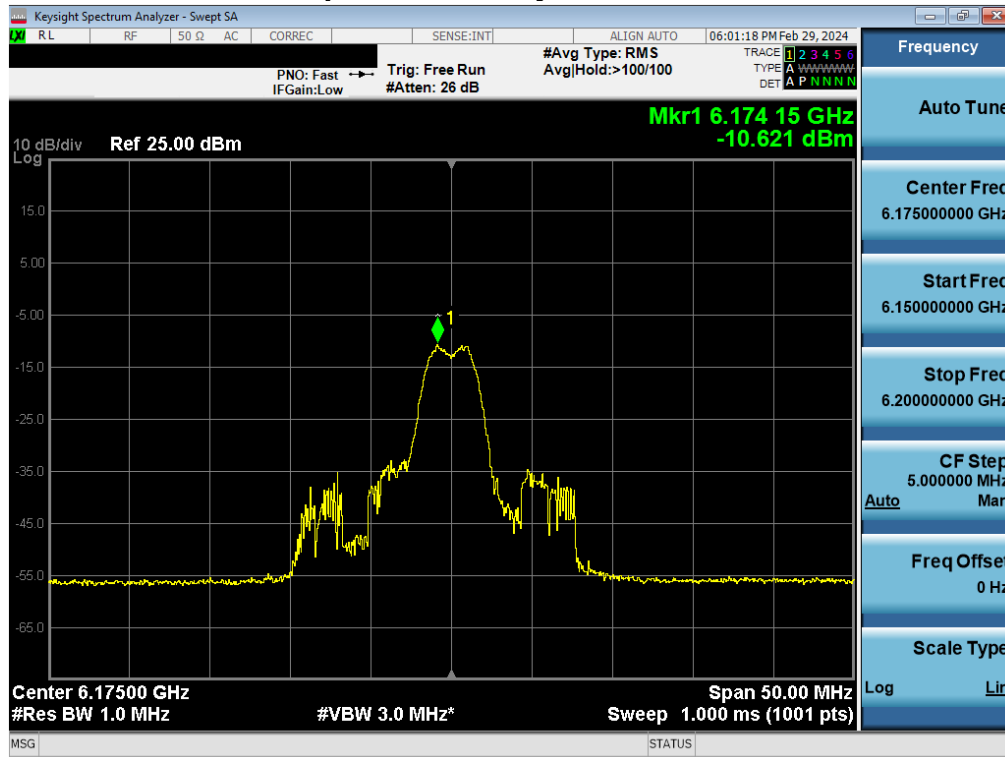 Keysight Spectrum Analyzer - Swept SA
LXI RL RF 50 Ω AC CORREC SENSE:INT ALIGN AUTO 06:01:18 PM Feb 29, 2024
PNO: Fast Trig: Free Run #Avg Type: RMS TRACE 1 2 3 4 5 6
IFGain:Low #Atten: 26 dB Avg|Hold:>100/100 TYPE A WWWWW
DET A P N N N N
Mkr1 6.174 15 GHz
-10.621 dBm
10 dB/div Ref 25.00 dBm
Log
15.0
5.00
-5.00
1
-15.0
-25.0
-35.0
-45.0
-55.0
-65.0
Center 6.17500 GHz Span 50.00 MHz
#Res BW 1.0 MHz #VBW 3.0 MHz* Sweep 1.000 ms (1001 pts)
MSG STATUS
Frequency
Auto Tune
Center Freq
6.175000000 GHz
Start Freq
6.150000000 GHz
Stop Freq
6.200000000 GHz
CF Step
5.000000 MHz
Auto Man
Freq Offset
0 Hz
Scale Type
Log Lin